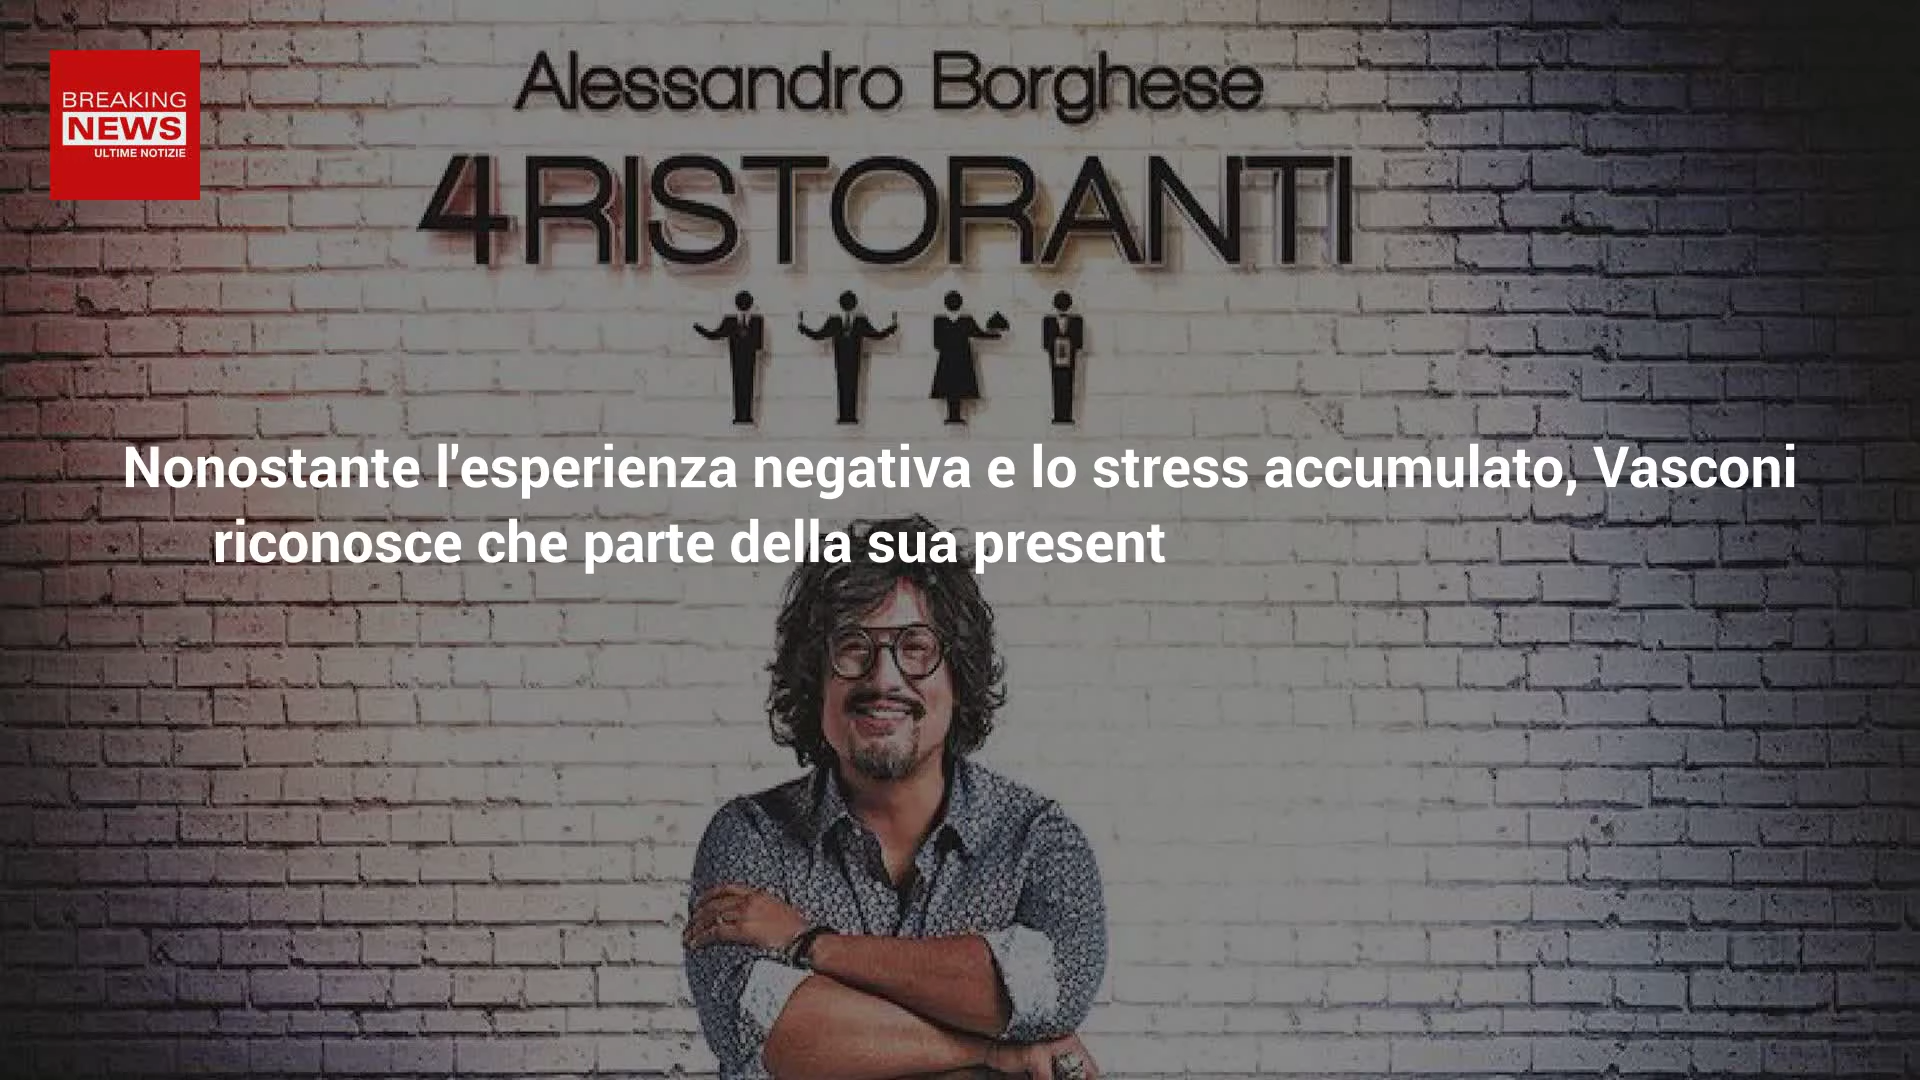 BREAKING
NEWS
ULTIME NOTIZIE
Alessandro Borghese
4RISTORANTI
Nonostante l'esperienza negativa e lo stress accumulato, Vasconi
riconosce che parte della sua present